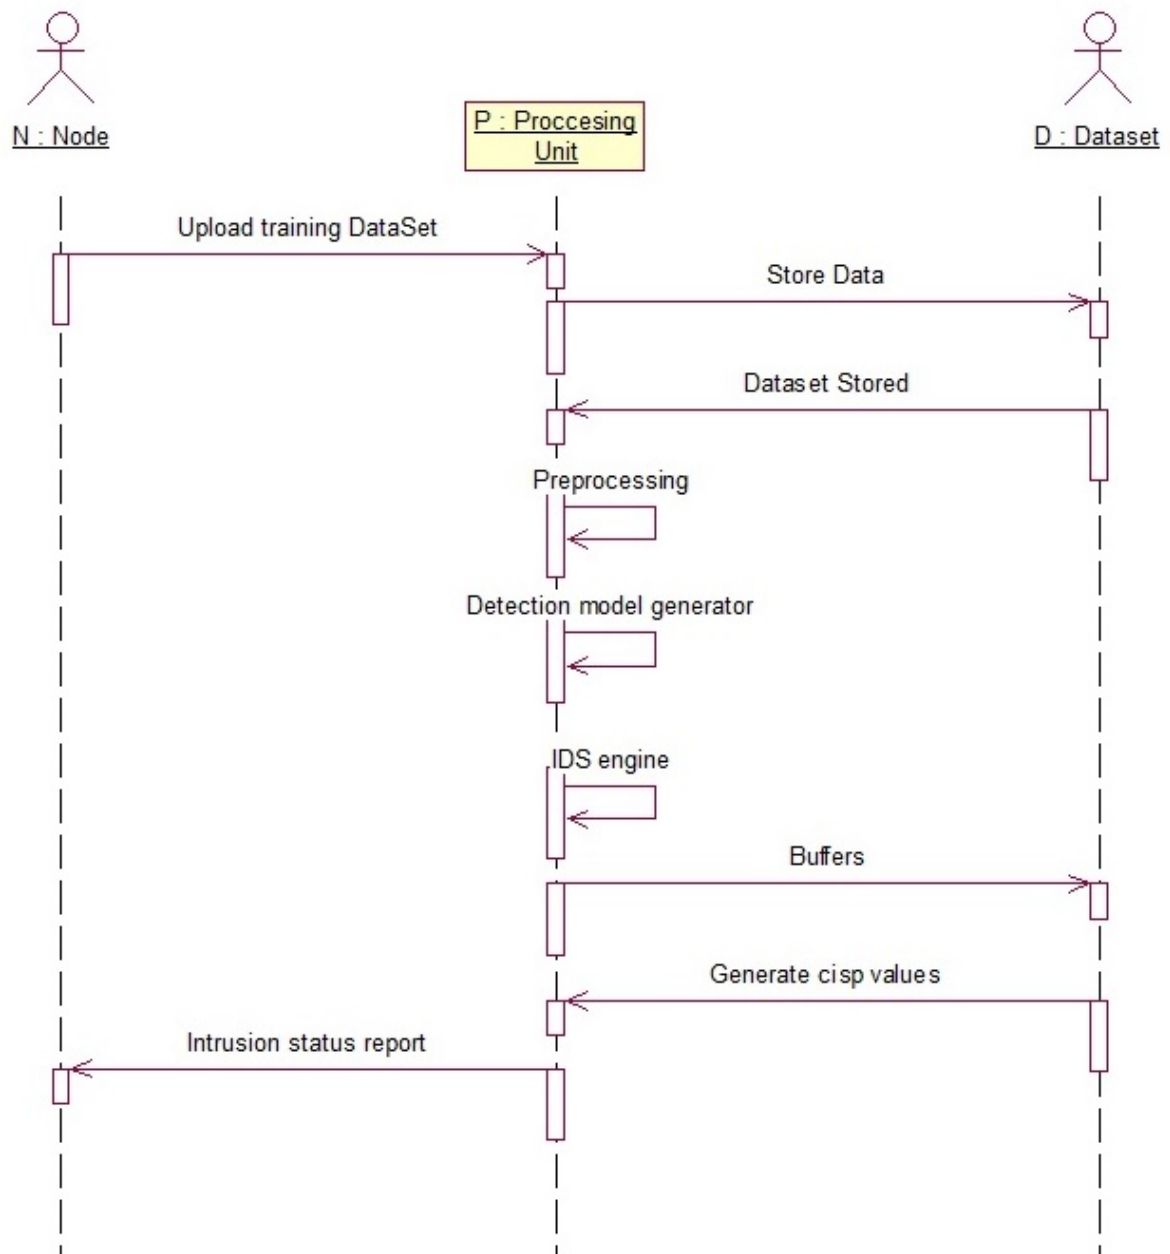 N : Node
P : Proccesing
Unit
D : Dataset
Upload training DataSet
Store Data
Dataset Stored
Preprocessing
Detection model generator
IDS engine
Buffers
Generate cisp values
Intrusion status report